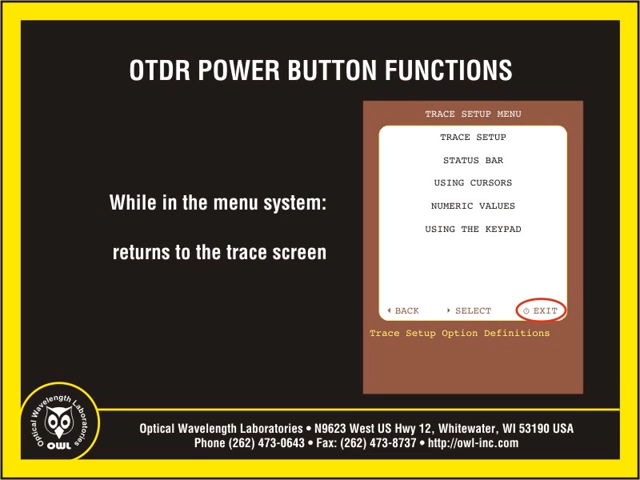 OTDR POWER BUTTON FUNCTIONS
While in the menu system:
returns to the trace screen
TRACE SETUP MENU
TRACE SETUP
STATUS BAR
USING CURSORS
NUMERIC VALUES
USING THE KEYPAD
BACK SELECT EXIT
Trace Setup Option Definitions
Optical Wavelength Laboratories
OWL
Optical Wavelength Laboratories • N9623 West US Hwy 12, Whitewater, WI 53190 USA
Phone (262) 473-0643 • Fax: (262) 473-8737 • http://owl-inc.com